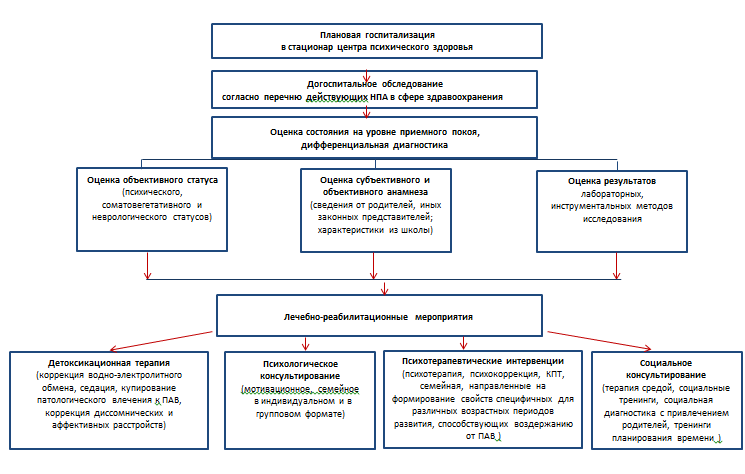 Плановая госпитализация
в стационар центра психического здоровья
Догоспитальное обследование
согласно перечню действующих НПА в сфере здравоохранения
Оценка состояния на уровне приемного покоя,
дифференциальная диагностика
Оценка объективного статуса
(психического,
соматовегетативного и
неврологического статусов)
Оценка субъективного и
объективного анамнеза
(сведения от родителей, иных
законных представителей;
характеристики из школы)
Оценка результатов
лабораторных,
инструментальных методов
исследования
Лечебно-реабилитационные мероприятия
Детоксикационная терапия
(коррекция водно-электролитного
обмена, седация, купирование
патологического влечения к ПАВ,
коррекция диссомнических и
аффективных расстройств)
Психологическое
консультирование
(мотивационное, семейное
в индивидуальном и в
групповом формате)
Психотерапевтические интервенции
(психотерапия, психокоррекция, КПТ,
семейная, направленные на
формирование свойств специфичных для
различных возрастных периодов
развития, способствующих воздержанию
от ПАВ )
Социальное
консультирование
(терапия средой, социальные
тренинги, социальная
диагностика с привлечением
родителей, тренинги
планирования времени )